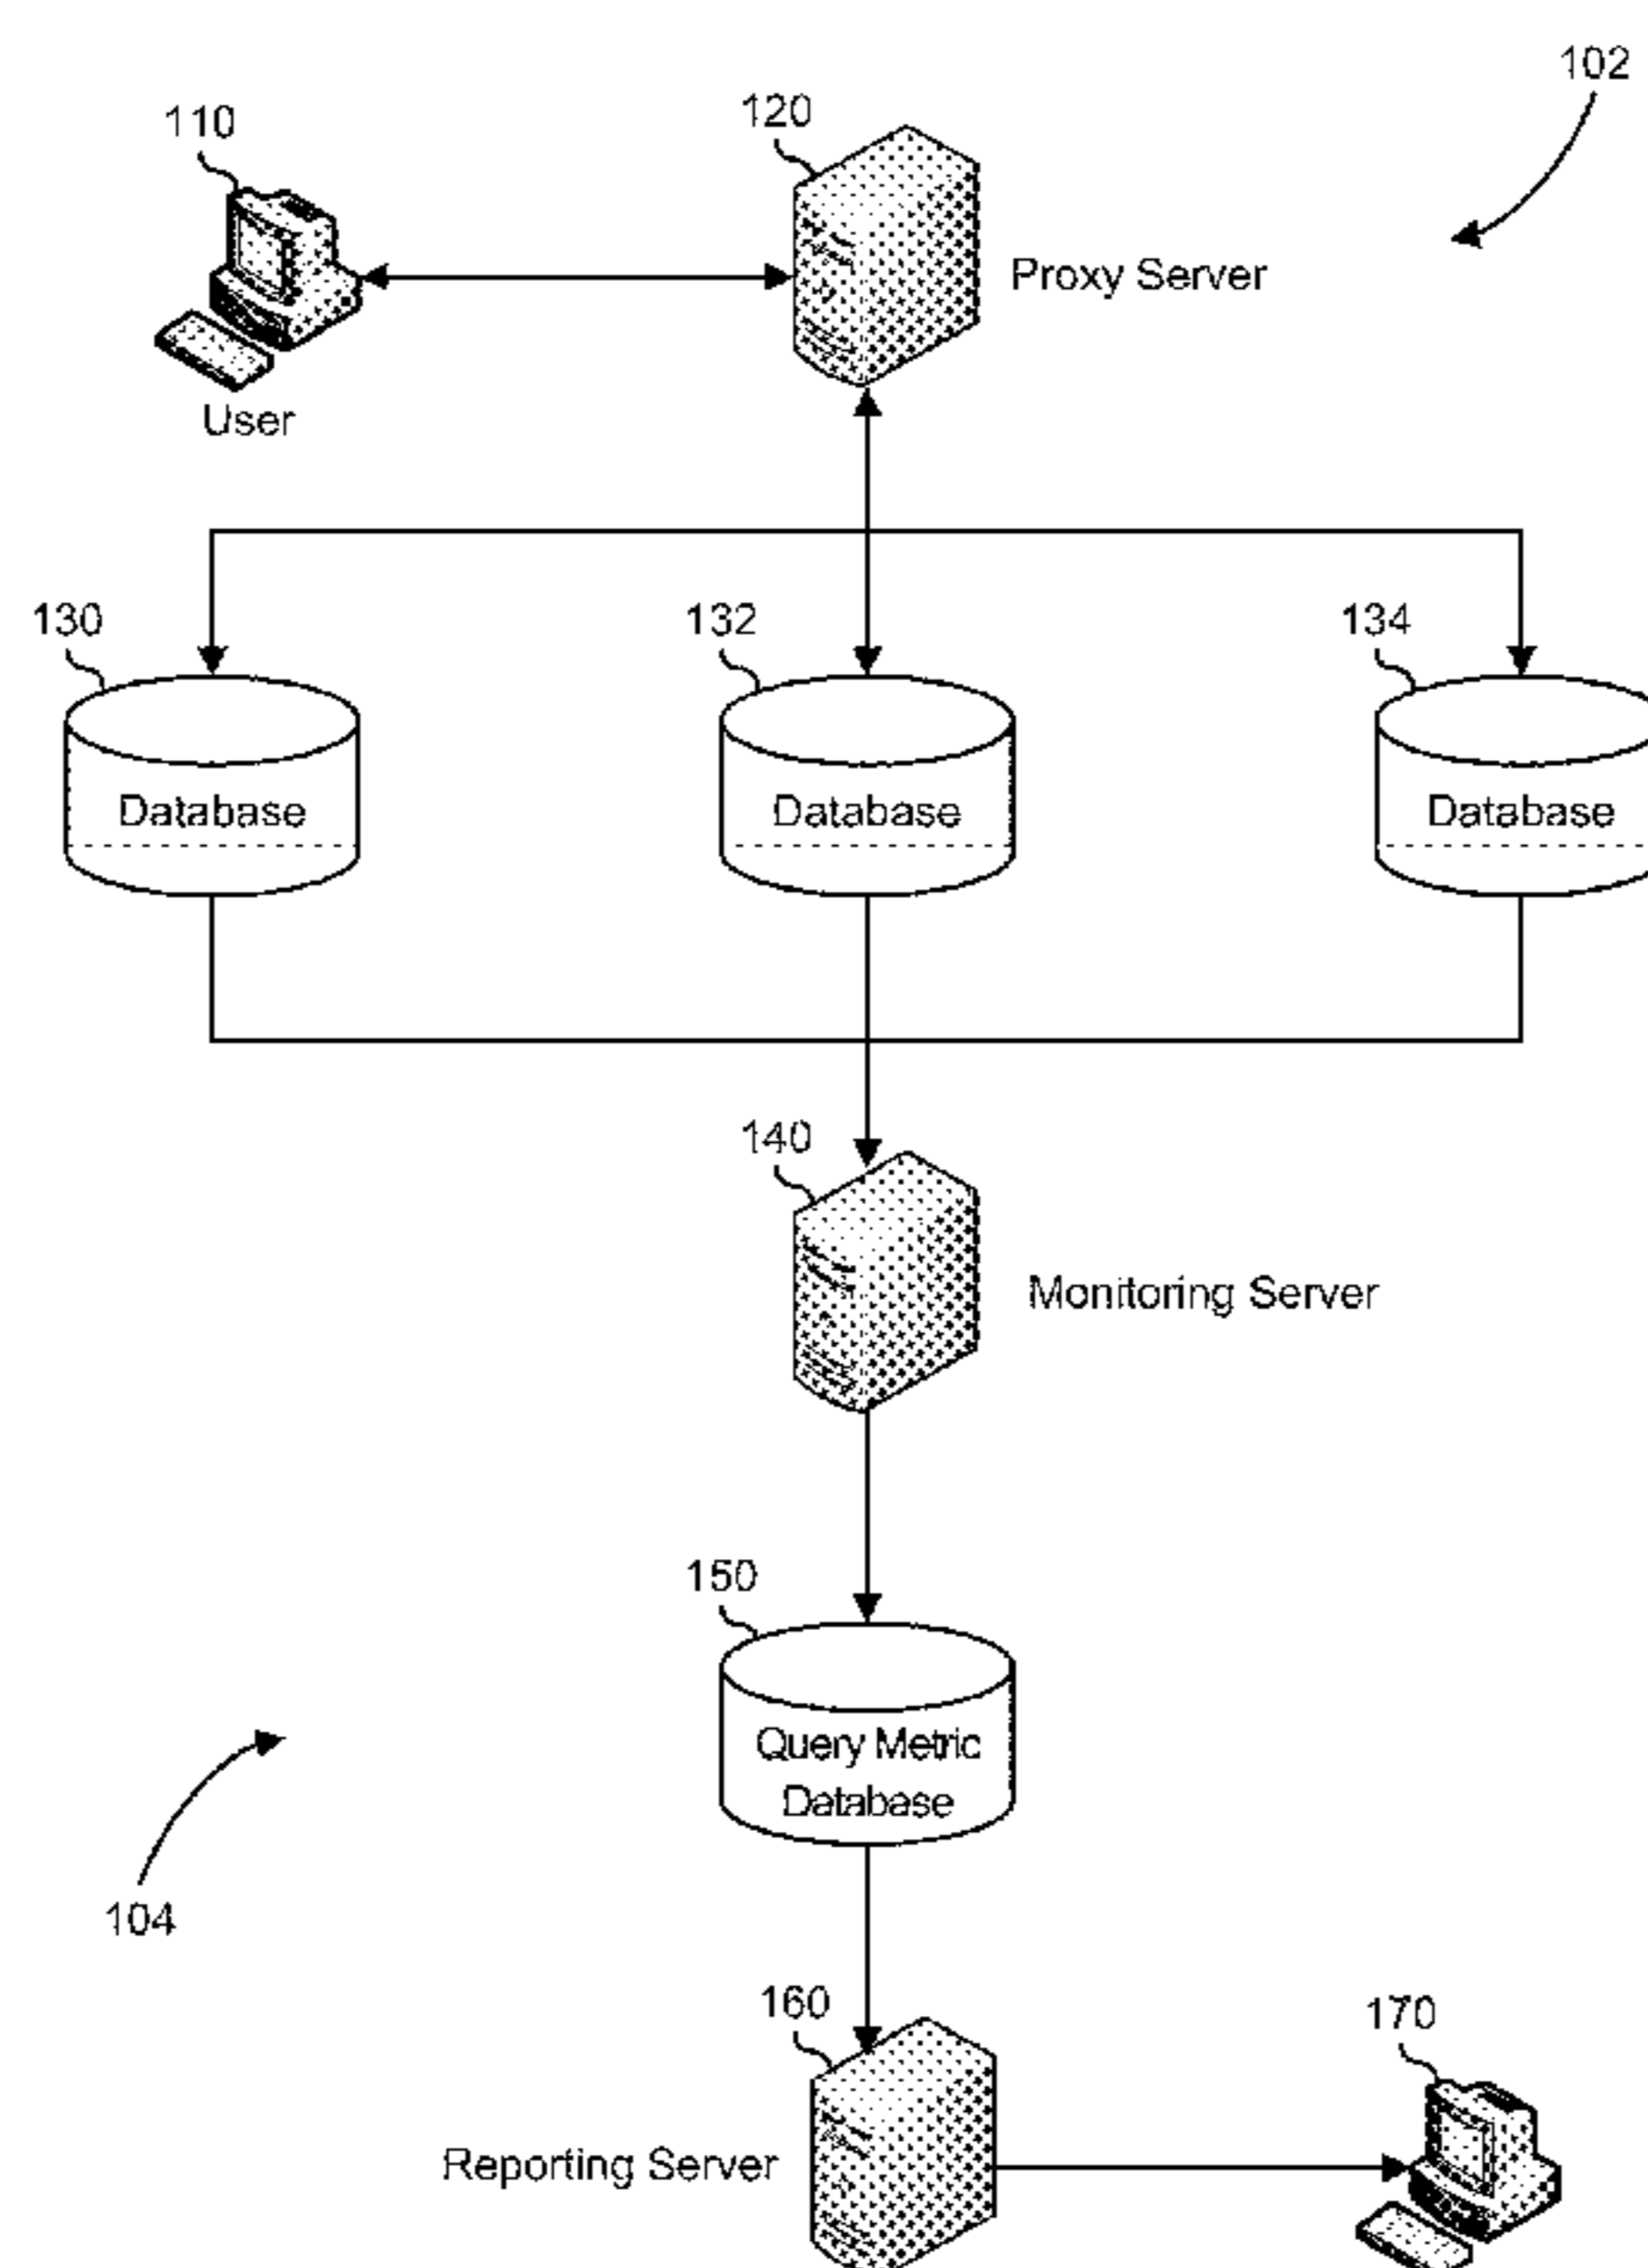 102
110
120
Proxy Server
User
130
132
134
Database
Database
Database
140
Monitoring Server
150
Query Metric
Database
104
160
170
Reporting Server